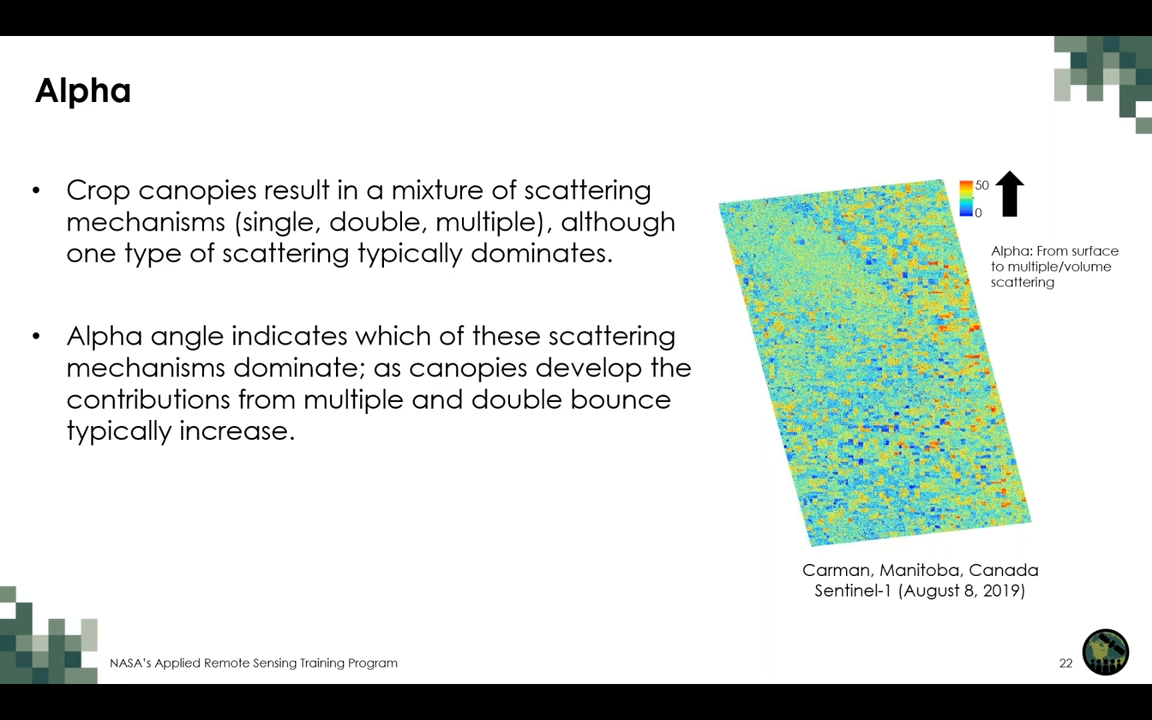 Alpha
• Crop canopies result in a mixture of scattering
mechanisms (single, double, multiple), although
one type of scattering typically dominates.
• Alpha angle indicates which of these scattering
mechanisms dominate; as canopies develop the
contributions from multiple and double bounce
typically increase.
50
0
Alpha: From surface
to multiple/volume
scattering
Carman, Manitoba, Canada
Sentinel-1 (August 8, 2019)
NASA's Applied Remote Sensing Training Program
22